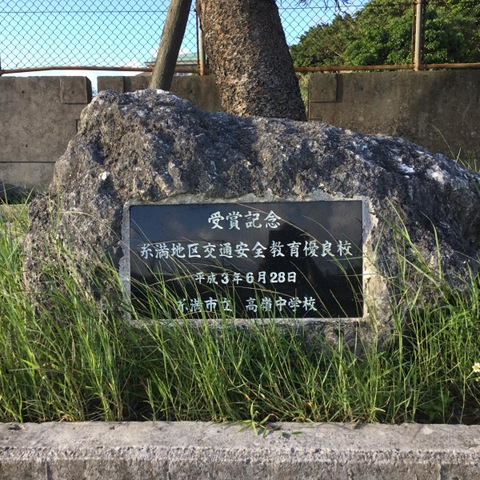 受賞記念
糸満地区交通安全教育優良校
平成3年6月28日
糸満市立 高嶺中学校